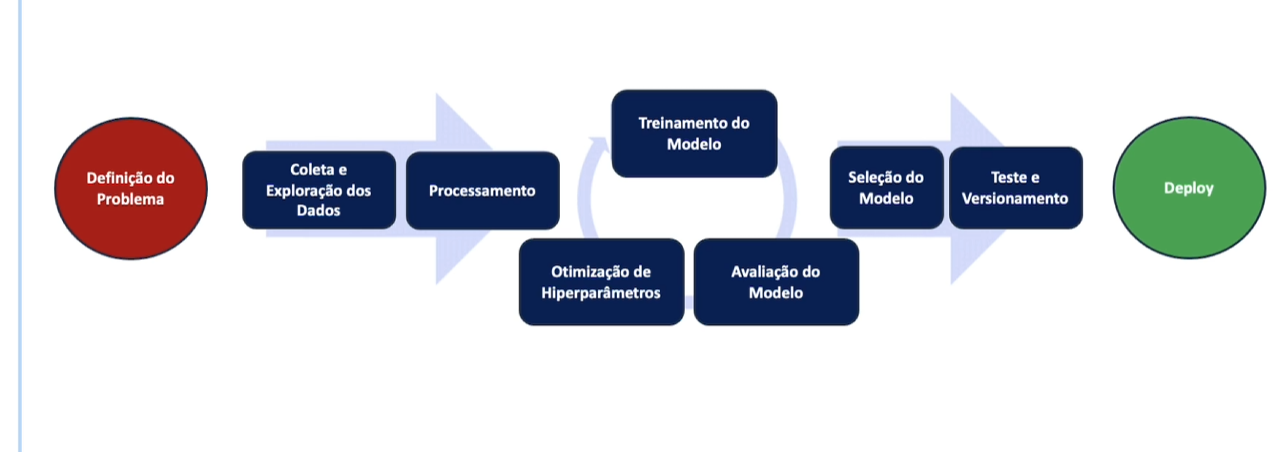 Definição do
Problema
Coleta e
Exploração dos
Dados
Processamento
Treinamento do
Modelo
Otimização de
Hiperparâmetros
Avaliação do
Modelo
Seleção do
Modelo
Teste e
Versionamento
Deploy